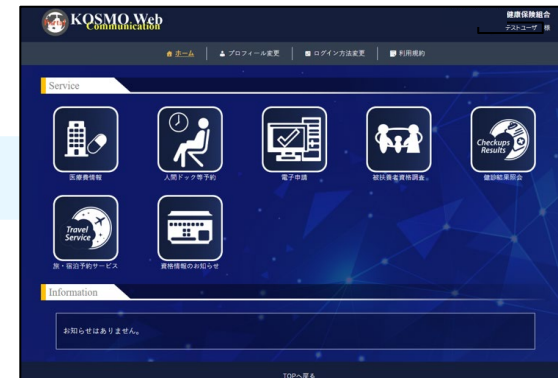 KOSMO Web
Communication
健康保険組合
テストユーザ 様
ホーム
プロフィール変更
ログイン方法変更
利用規約
Service
医療費情報
人間ドック等予約
電子申請
被扶養者資格調査
Checkups
Results
健診結果照会
Travel
Service
旅・宿泊予約サービス
資格情報のお知らせ
Information
お知らせはありません。
TOPへ戻る